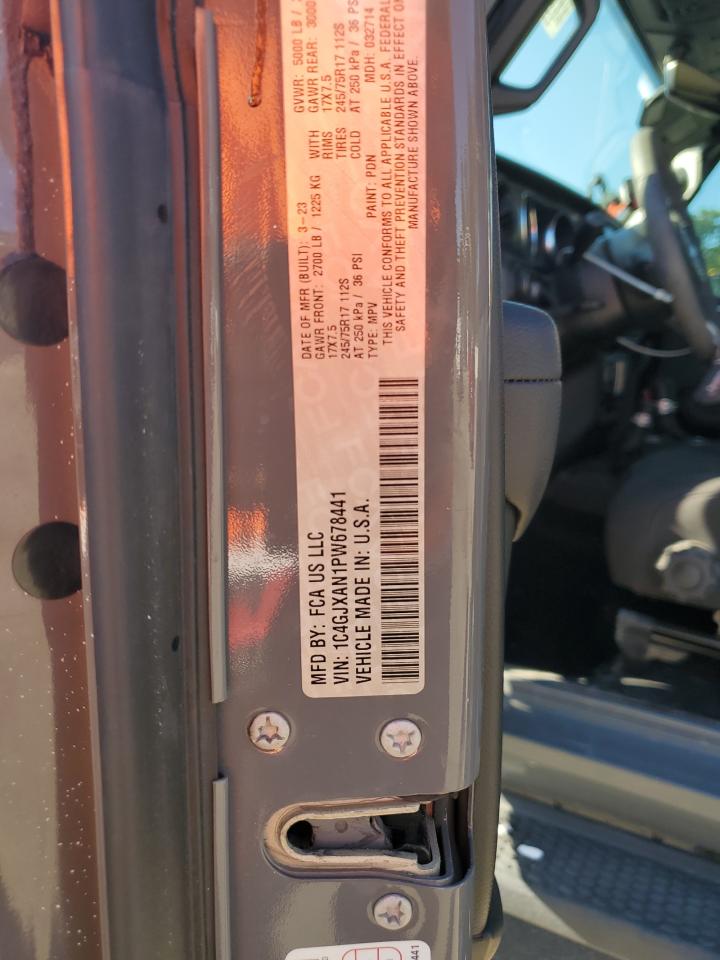 MFD BY: FCA US LLC
VIN: 1C4GJXAN1PW678441
VEHICLE MADE IN: U.S.A.
DATE OF MFR (BUILT): 3-23 GVWR: 5000 LB /
GAWR FRONT: 2700 LB / 1225 KG WITH GAWR REAR: 3000
17X7.5 RIMS 17X7.5
245/75R17 112S TIRES 245/75R17 112S
AT 250 kPa / 36 PSI COLD AT 250 kPa / 36 PS
TYPE: MPV PAINT: PDN MDH: 032714
THIS VEHICLE CONFORMS TO ALL APPLICABLE U.S.A. FEDERAL
SAFETY AND THEFT PREVENTION STANDARDS IN EFFECT ON
MANUFACTURE SHOWN ABOVE.
441